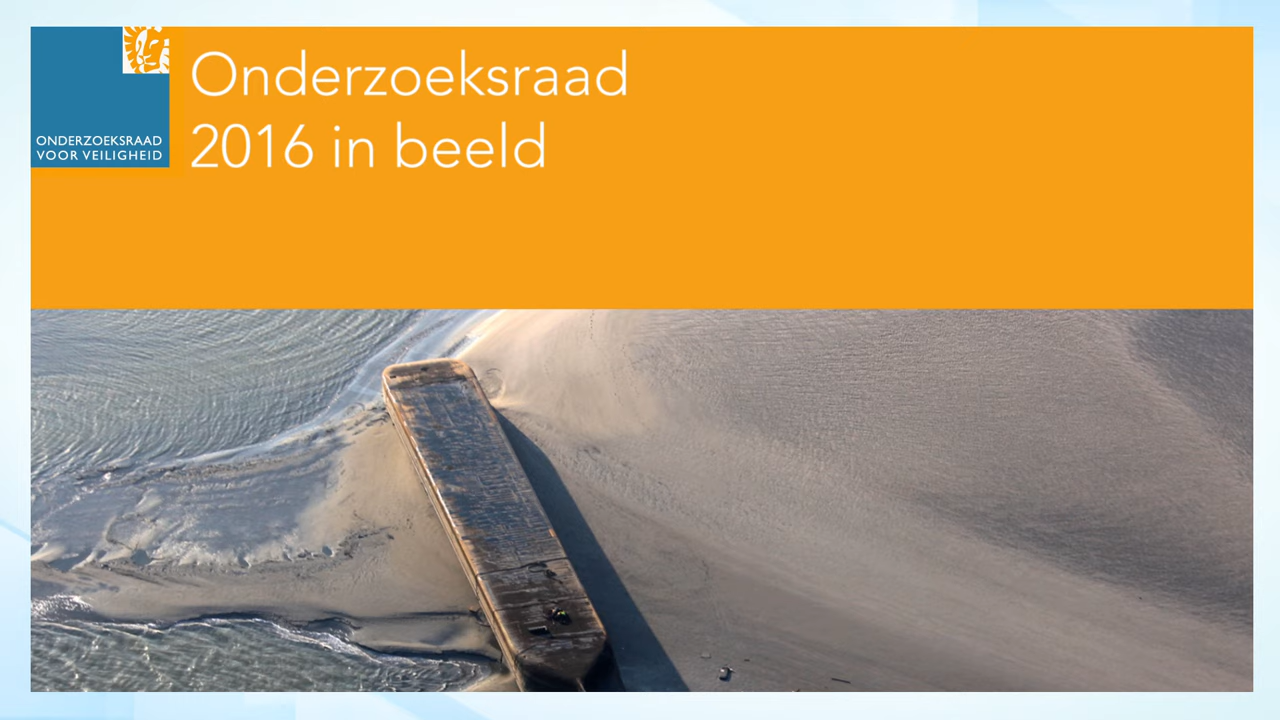 Onderzoeksraad
2016 in beeld
ONDERZOEKSRAAD
VOOR VEILIGHEID